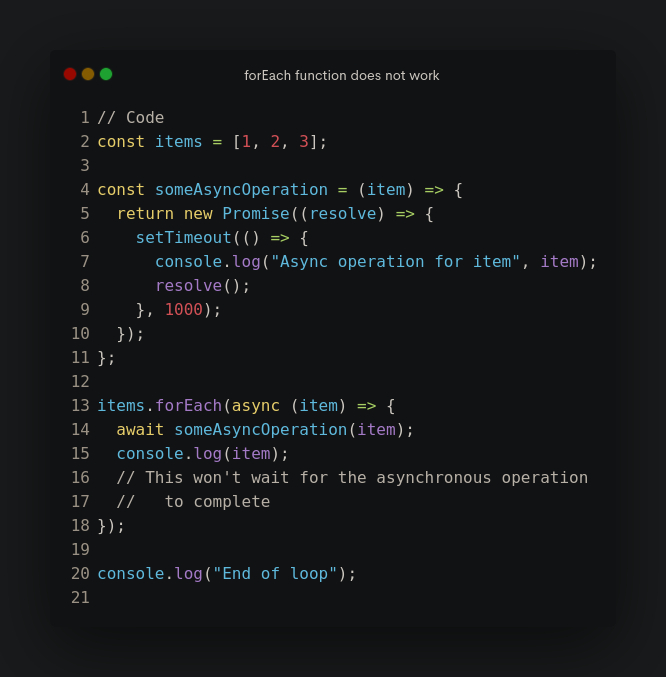 forEach function does not work
1 // Code
2 const items = [1, 2, 3];
3
4 const someAsyncOperation = (item) => {
5   return new Promise((resolve) => {
6     setTimeout(() => {
7       console.log("Async operation for item", item);
8       resolve();
9     }, 1000);
10   });
11 };
12
13 items.forEach(async (item) => {
14   await someAsyncOperation(item);
15   console.log(item);
16   // This won't wait for the asynchronous operation
17   //   to complete
18 });
19
20 console.log("End of loop");
21